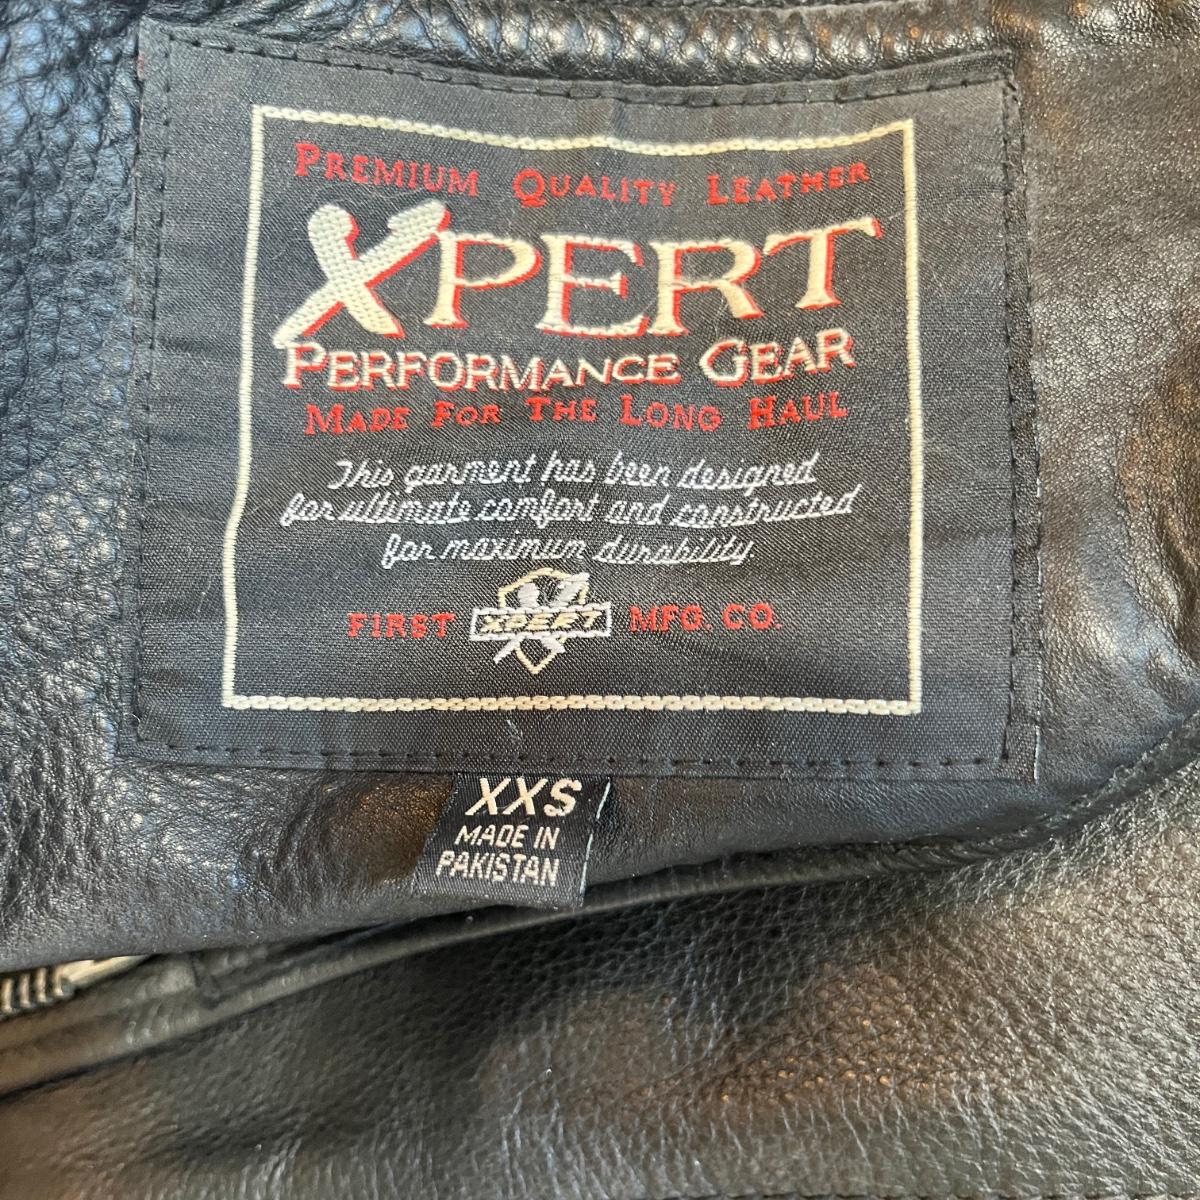 PREMIUM QUALITY LEATHER
XPERT
PERFORMANCE GEAR
MADE FOR THE LONG HAUL
This garment has been designed
for ultimate comfort and constructed
for maximum durability.
FIRST XPERT MFG. CO.
XXS
MADE IN
PAKISTAN